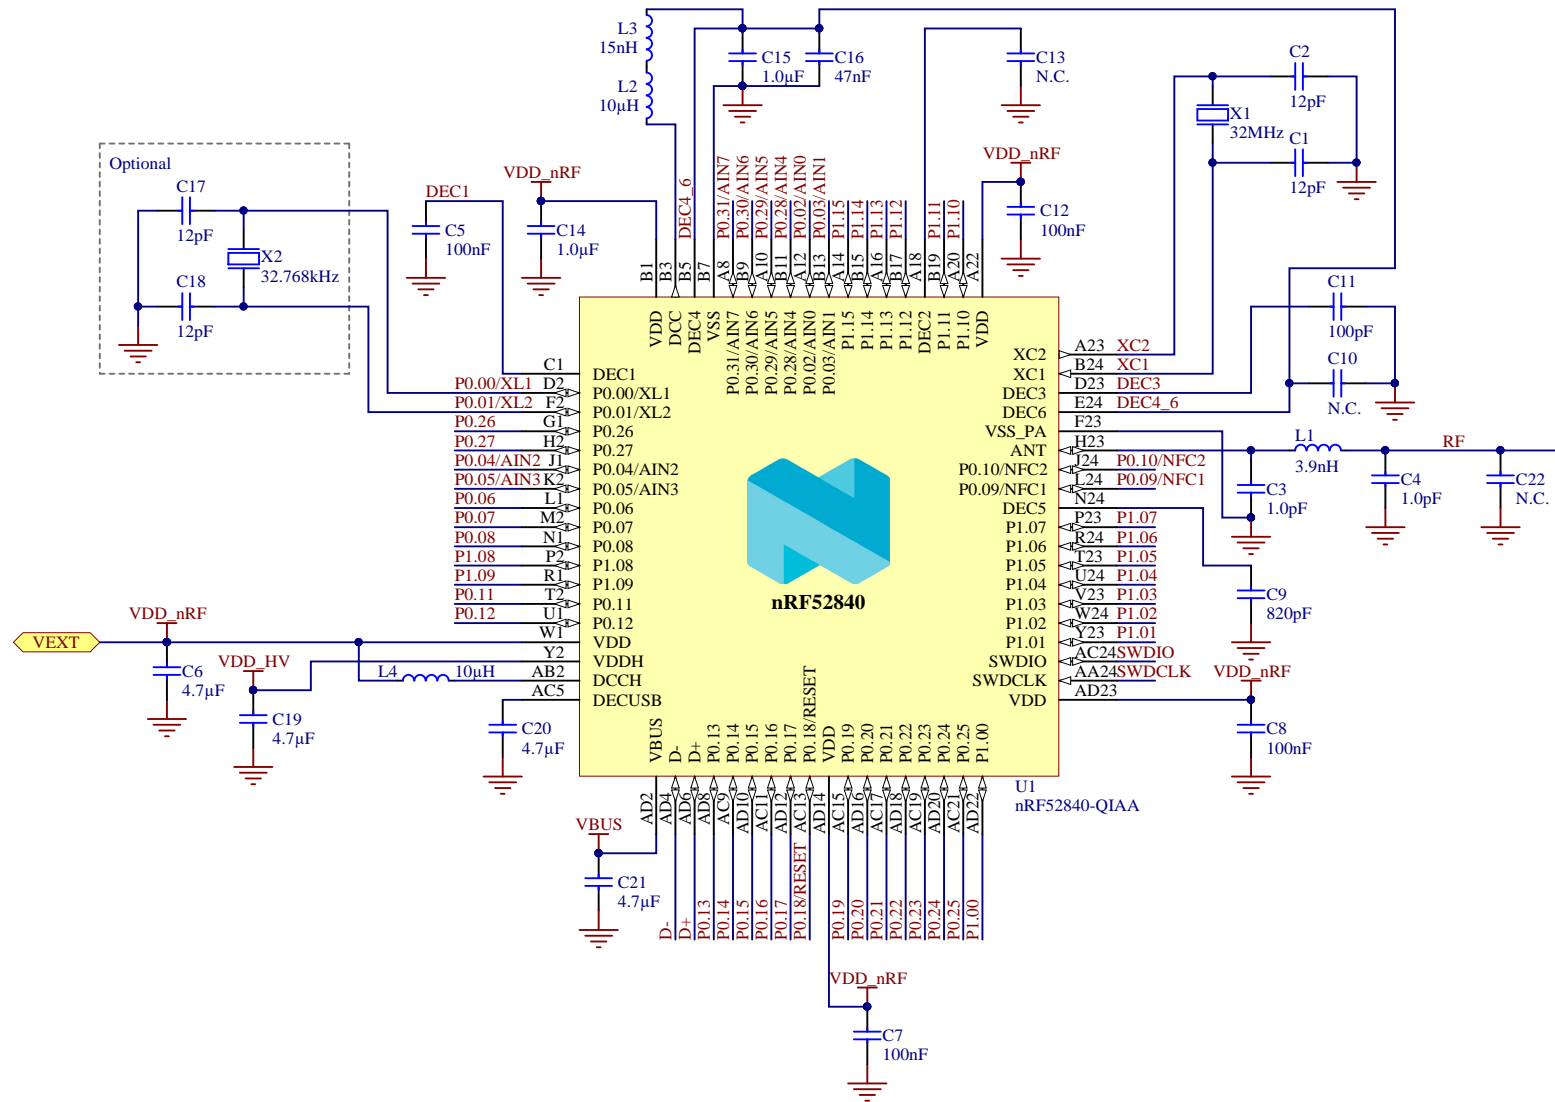 L3
15nH
L2
10µH
C15
1.0µF
C16
47nF
C13
N.C.
C2
12pF
X1
32MHz
C1
12pF
Optional
C17
12pF
X2
32.768kHz
C18
12pF
DEC1
C5
100nF
VDD_nRF
C14
1.0µF
DEC4_6
P0.31/AIN7
P0.30/AIN6
P0.29/AIN5
P0.28/AIN4
P0.02/AIN0
P0.03/AIN1
P1.15
P1.14
P1.13
P1.12
P1.11
P1.10
VDD_nRF
C12
100nF
B1
B3
B5
B7
A8
B9
A10
B11
A12
B13
A14
B15
A16
B17
A18
B19
A20
A22
VDD
DCC
DEC4
VSS
P0.31/AIN7
P0.30/AIN6
P0.29/AIN5
P0.28/AIN4
P0.02/AIN0
P0.03/AIN1
P1.15
P1.14
P1.13
P1.12
DEC2
P1.11
P1.10
VDD
C11
100pF
C10
N.C.
C1 DEC1
P0.00/XL1 D2 P0.00/XL1
P0.01/XL2 F2 P0.01/XL2
P0.26 G1 P0.26
P0.27 H2 P0.27
P0.04/AIN2 J1 P0.04/AIN2
P0.05/AIN3 K2 P0.05/AIN3
P0.06 L1 P0.06
P0.07 M2 P0.07
P0.08 N1 P0.08
P1.08 P2 P1.08
P1.09 R1 P1.09
P0.11 T2 P0.11
P0.12 U1 P0.12
W1 VDD
Y2 VDDH
AB2 DCCH
AC5 DECUSB
XC2 A23 XC2
XC1 B24 XC1
DEC3 D23 DEC3
DEC6 E24 DEC4_6
VSS_PA F23
ANT H23
P0.10/NFC2 J24 P0.10/NFC2
P0.09/NFC1 L24 P0.09/NFC1
DEC5 N24
P1.07 P23 P1.07
P1.06 R24 P1.06
P1.05 T23 P1.05
P1.04 U24 P1.04
P1.03 V23 P1.03
P1.02 W24 P1.02
P1.01 Y23 P1.01
SWDIO AC24 SWDIO
SWDCLK AA24 SWDCLK
VDD AD23
L1
3.9nH
RF
C3
1.0pF
C4
1.0pF
C22
N.C.
C9
820pF
VDD_nRF
C8
100nF
nRF52840
VEXT
VDD_nRF
C6
4.7µF
VDD_HV
C19
4.7µF
L4
10µH
C20
4.7µF
VBUS
D-
D+
P0.13
P0.14
P0.15
P0.16
P0.17
P0.18/RESET
VDD
P0.19
P0.20
P0.21
P0.22
P0.23
P0.24
P0.25
P1.00
U1
nRF52840-QIAA
AD2
AD4
AD6
AD8
AC9
AD10
AC11
AD12
AC13
AD14
AC15
AD16
AC17
AD18
AC19
AD20
AC21
AD22
VBUS
C21
4.7µF
D-
D+
P0.13
P0.14
P0.15
P0.16
P0.17
P0.18/RESET
P0.19
P0.20
P0.21
P0.22
P0.23
P0.24
P0.25
P1.00
VDD_nRF
C7
100nF